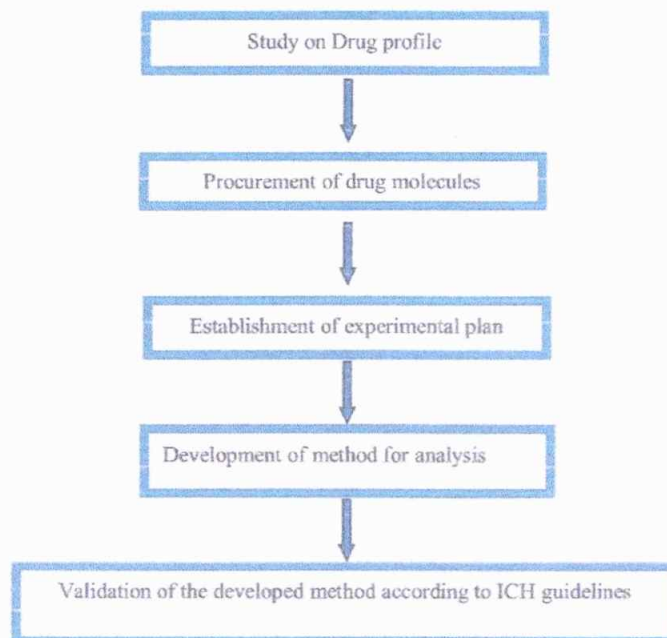 Study on Drug profile
Procurement of drug molecules
Establishment of experimental plan
Development of method for analysis
Validation of the developed method according to ICH guidelines